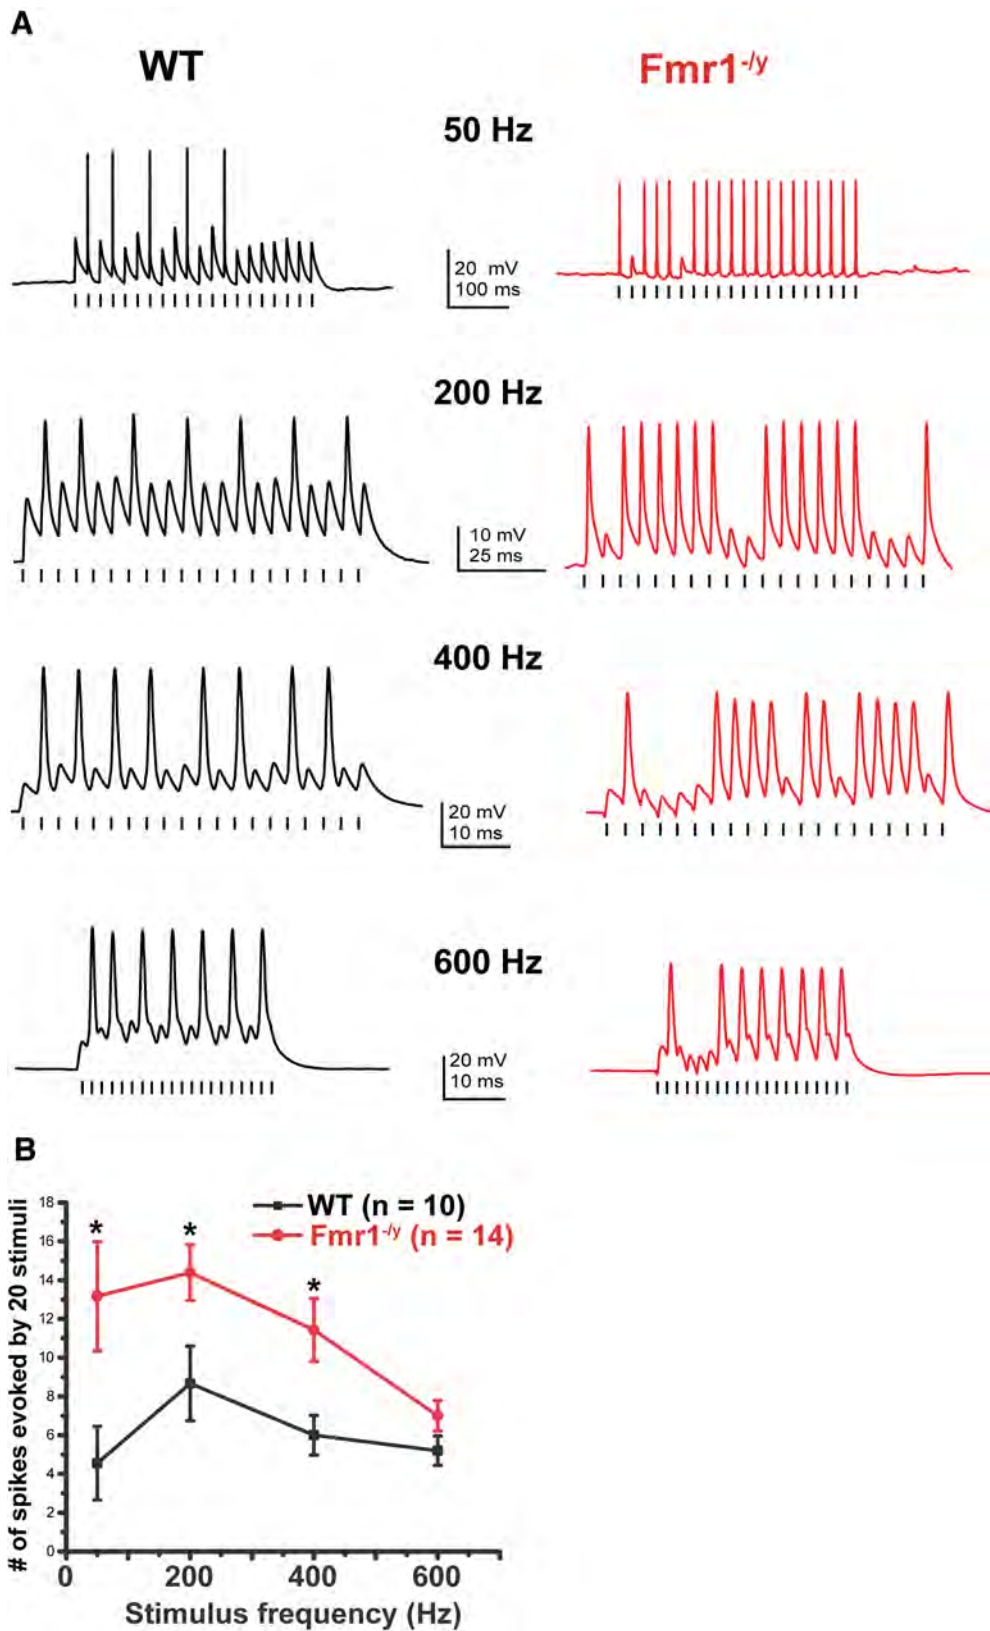 A
WT
Fmr1-/y
50 Hz
20 mV
100 ms
200 Hz
10 mV
25 ms
400 Hz
20 mV
10 ms
600 Hz
20 mV
10 ms
B
# of spikes evoked by 20 stimuli
18
16
14
12
10
8
6
4
2
0
WT (n = 10)
Fmr1-/y (n = 14)
*
*
*
0 200 400 600
Stimulus frequency (Hz)